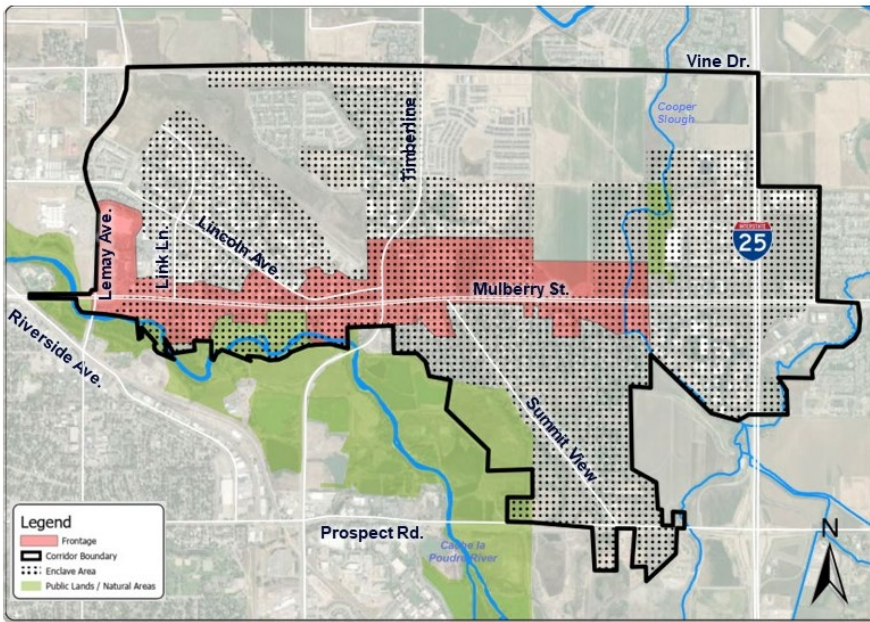 Vine Dr.
Cooper
Slough
Timberline
Lemay Ave.
Link Ln.
Lincoln Ave.
INTERSTATE
25
Mulberry St.
Riverside Ave.
Summit View
Prospect Rd.
Cache la
Poudre River
Legend
Frontage
Corridor Boundary
Enclave Area
Public Lands / Natural Areas
N